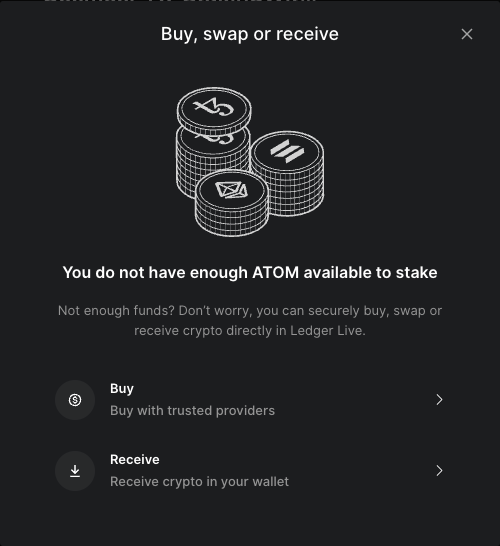 Buy, swap or receive
You do not have enough ATOM available to stake
Not enough funds? Don't worry, you can securely buy, swap or
receive crypto directly in Ledger Live.
Buy
Buy with trusted providers
Receive
Receive crypto in your wallet